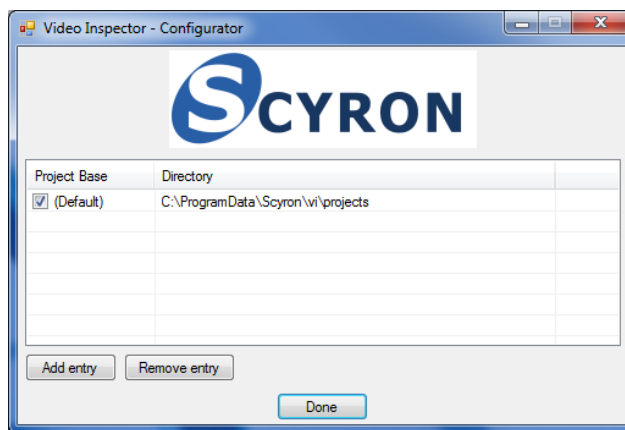 Video Inspector - Configurator
SCYRON
Project Base Directory
(Default) C:\ProgramData\Scyron\vi\projects
Add entry Remove entry
Done